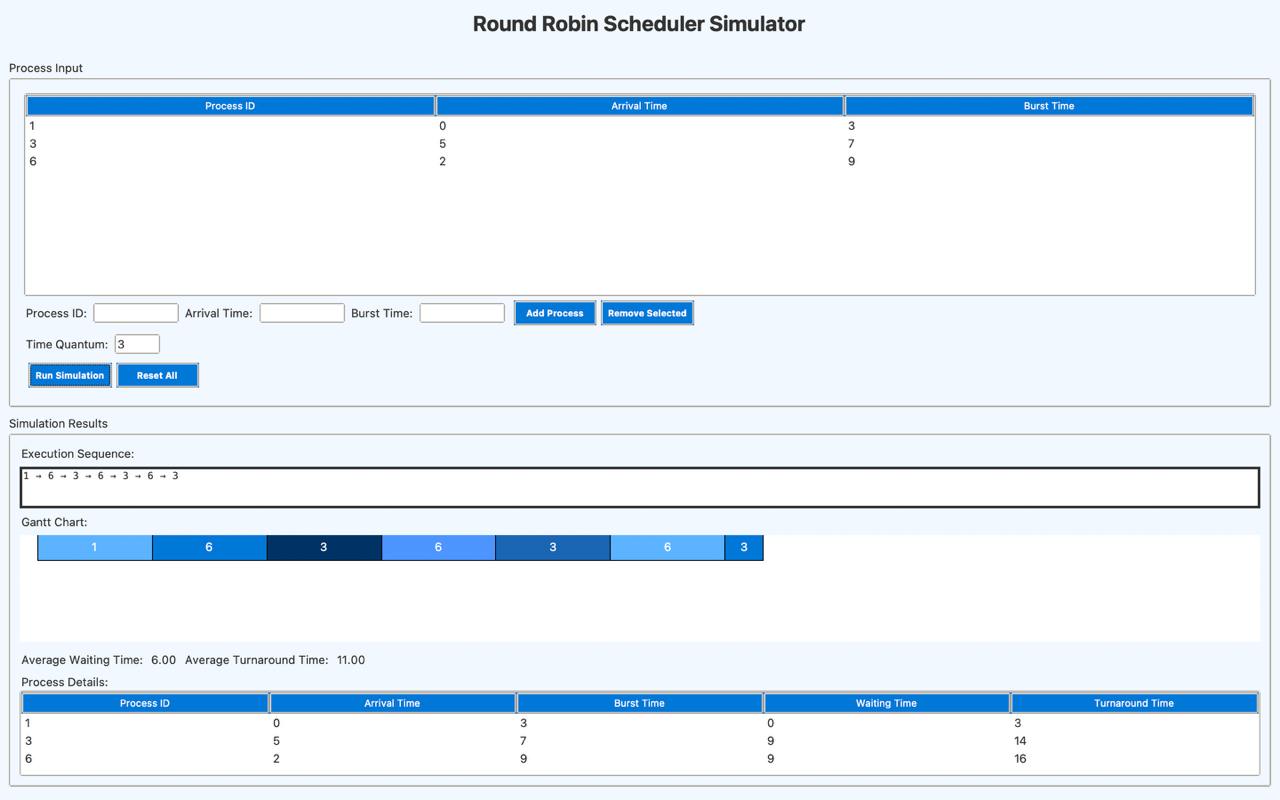 Round Robin Scheduler Simulator
Process Input
Process ID Arrival Time Burst Time
1 0 3
3 5 7
6 2 9
Process ID: Arrival Time: Burst Time: Add Process Remove Selected
Time Quantum: 3
Run Simulation Reset All
Simulation Results
Execution Sequence:
1 → 6 → 3 → 6 → 3 → 6 → 3
Gantt Chart:
1 6 3 6 3 6 3
Average Waiting Time: 6.00 Average Turnaround Time: 11.00
Process Details:
Process ID Arrival Time Burst Time Waiting Time Turnaround Time
1 0 3 0 3
3 5 7 9 14
6 2 9 9 16